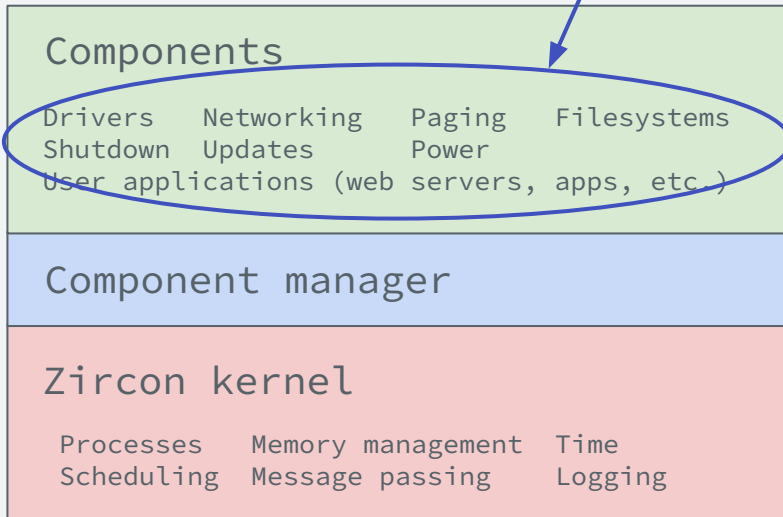 Components
Drivers Networking Paging Filesystems
Shutdown Updates Power
User applications (web servers, apps, etc.)
Component manager
Zircon kernel
Processes Memory management Time
Scheduling Message passing Logging